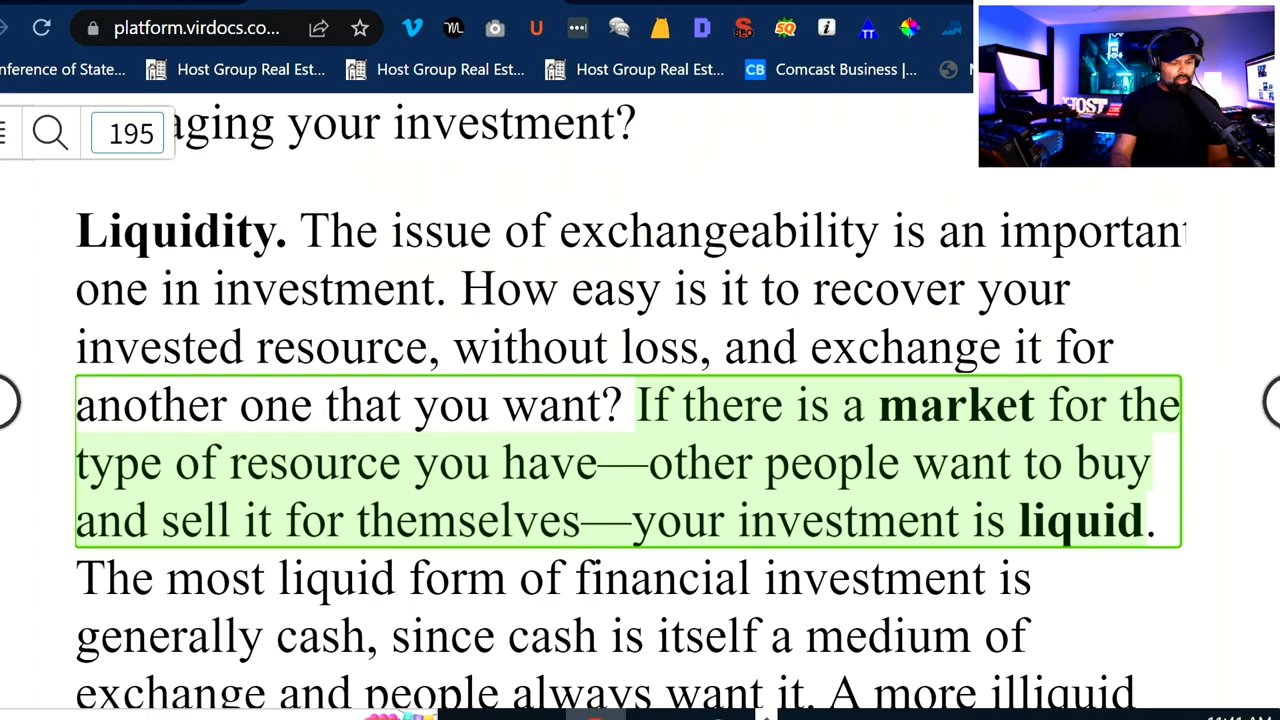 platform.virdocs.co...
nference of State...
Host Group Real Est...
Host Group Real Est...
Host Group Real Est...
CB Comcast Business |...
195
aging your investment?
Liquidity. The issue of exchangeability is an important
one in investment. How easy is it to recover your
invested resource, without loss, and exchange it for
another one that you want? If there is a market for the
type of resource you have—other people want to buy
and sell it for themselves—your investment is liquid.
The most liquid form of financial investment is
generally cash, since cash is itself a medium of
exchange and people always want it. A more illiquid